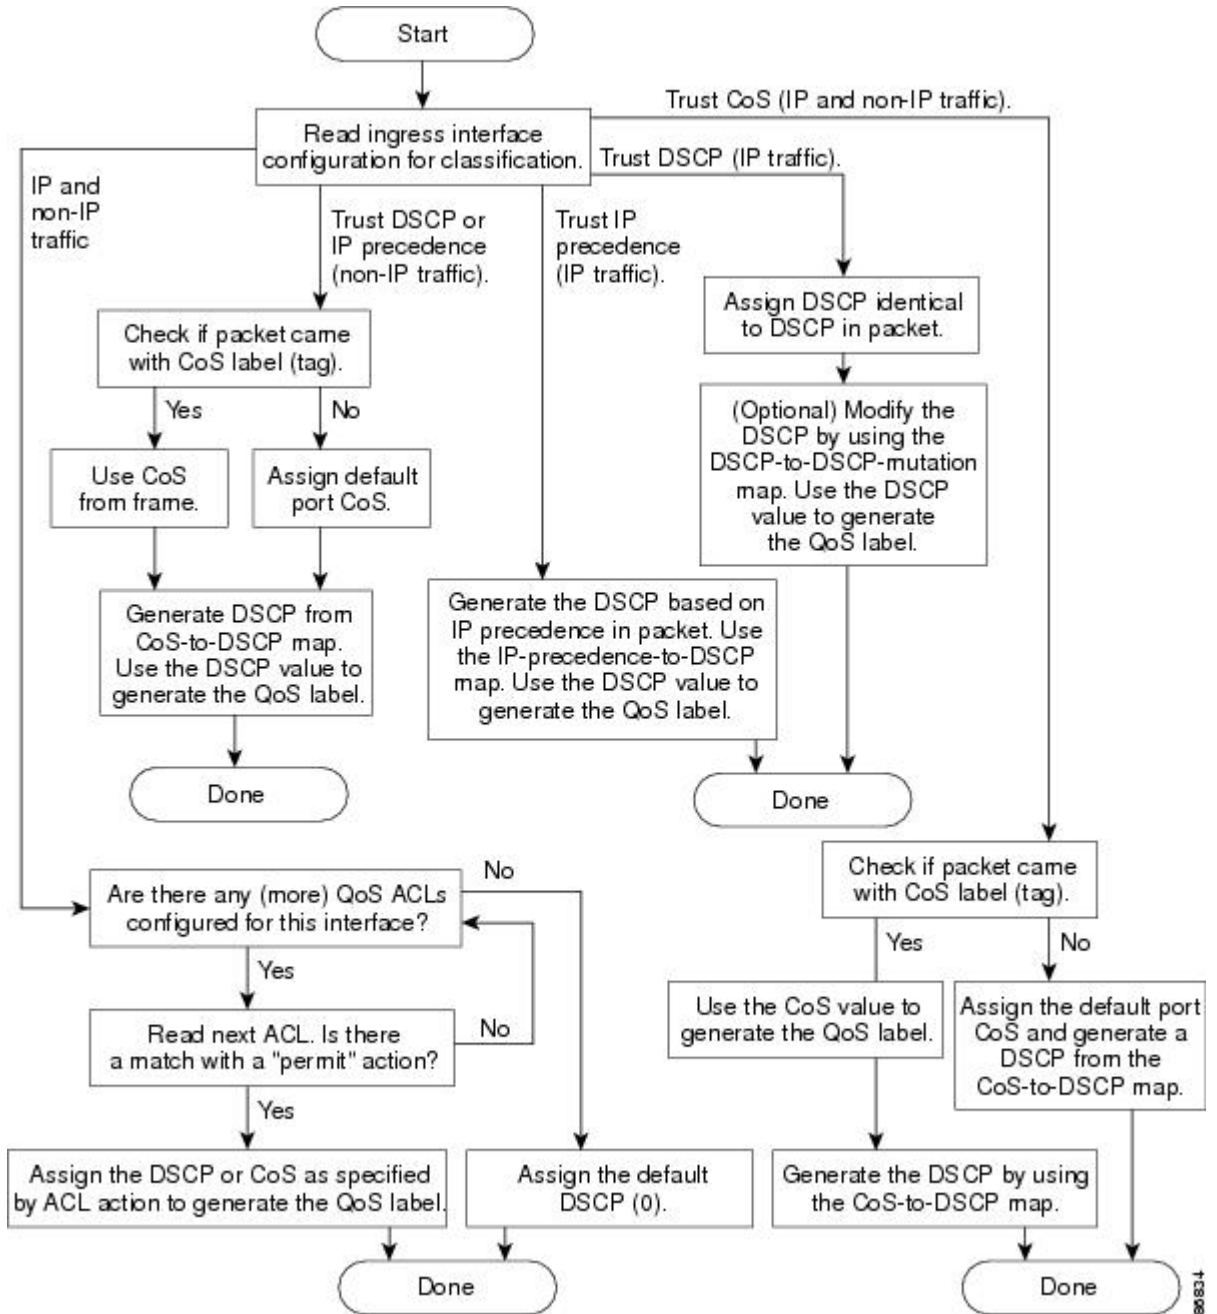 Start
Trust CoS (IP and non-IP traffic).
Read ingress interface
configuration for classification.
Trust DSCP (IP traffic).
IP and
non-IP
traffic
Trust DSCP or
IP precedence
(non-IP traffic).
Trust IP
precedence
(IP traffic).
Assign DSCP identical
to DSCP in packet.
Check if packet came
with CoS label (tag).
Yes
No
(Optional) Modify the
DSCP by using the
DSCP-to-DSCP-mutation
map. Use the DSCP
value to generate
the QoS label.
Use CoS
from frame.
Assign default
port CoS.
Generate DSCP from
CoS-to-DSCP map.
Use the DSCP value to
generate the QoS label.
Generate the DSCP based on
IP precedence in packet. Use
the IP-precedence-to-DSCP
map. Use the DSCP value to
generate the QoS label.
Done
Done
Are there any (more) QoS ACLs
configured for this interface?
No
Check if packet came
with CoS label (tag).
Yes
Yes
No
Read next ACL. Is there
a match with a "permit" action?
No
Use the CoS value to
generate the QoS label.
Assign the default port
CoS and generate a
DSCP from the
CoS-to-DSCP map.
Yes
Assign the DSCP or CoS as specified
by ACL action to generate the QoS label.
Assign the default
DSCP (0).
Generate the DSCP by using
the CoS-to-DSCP map.
Done
Done
86834